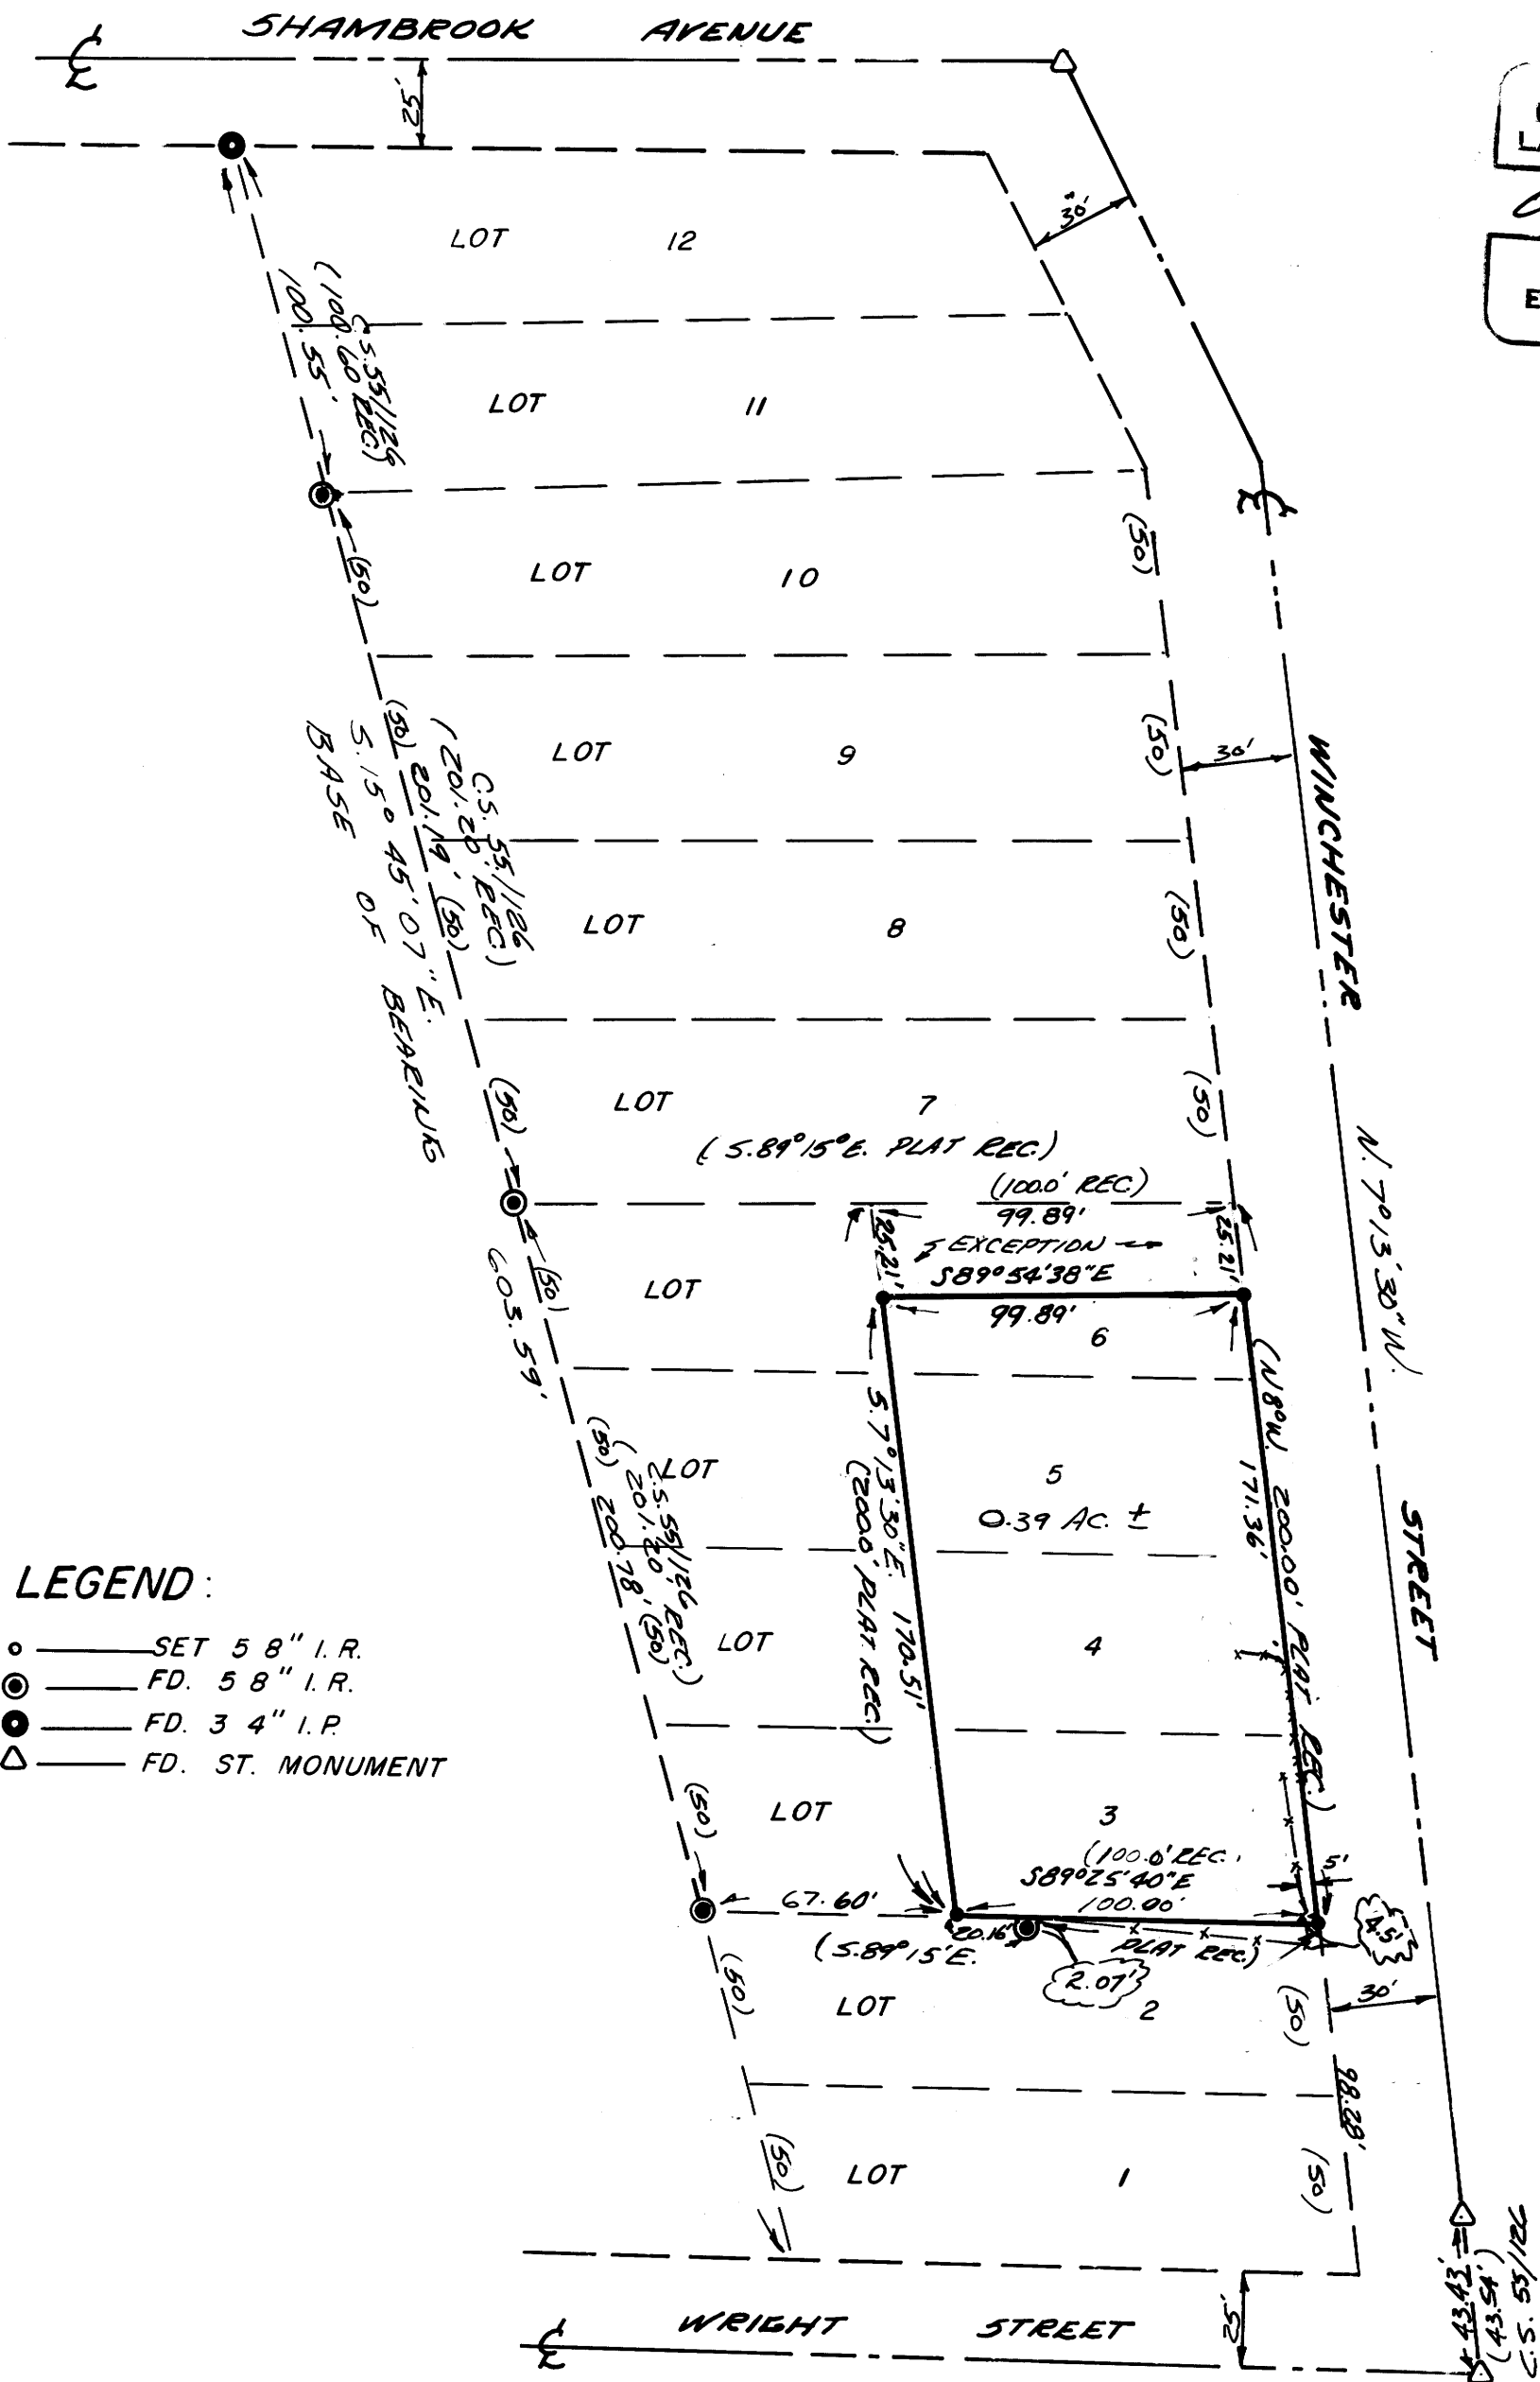 SHAMBROOK AVENUE
25'
30'
LOT 12
C.S. 55/126
(100.60 REC.)
100.55'
LOT 11
(50)
(50)
LOT 10
(50)
(50)
30'
WINCHESTER
LOT 9
C.S. 55/126
(201.20' REC.)
201.19'
(50)
S. 15° 45' 07" E.
BASE OF BEARING
(50)
LOT 8
(50)
(50)
LOT 7
(S. 89° 15° E. PLAT REC.)
(100.0' REC.)
99.89'
N. 7° 13' 30" W.
25.21'
EXCEPTION
25.21'
S89° 54' 38" E
99.89'
(50)
LOT 6
603.59'
(N 8° W. 200.00' PLAT REC.)
171.36'
S. 7° 13' 30" E. 170.51'
(200.0' PLAT REC.)
LOT 5
0.39 AC. ±
STREET
(50)
C.S. 55/126
(201.20' REC.)
200.78'
(50)
LOT 4
LEGEND:
SET 5 8" I. R.
FD. 5 8" I. R.
FD. 3 4" I. P.
FD. ST. MONUMENT
(50)
LOT 3
(100.0' REC.
S89° 25' 40" E
100.00'
5'
67.60'
20.16'
4.5'
(S. 89° 15' E. PLAT REC.)
2.07'
(50)
LOT 2
(50)
30'
98.28'
(50)
LOT 1
(50)
WRIGHT STREET
25'
43.43'
(43.54')
C.S. 55/126